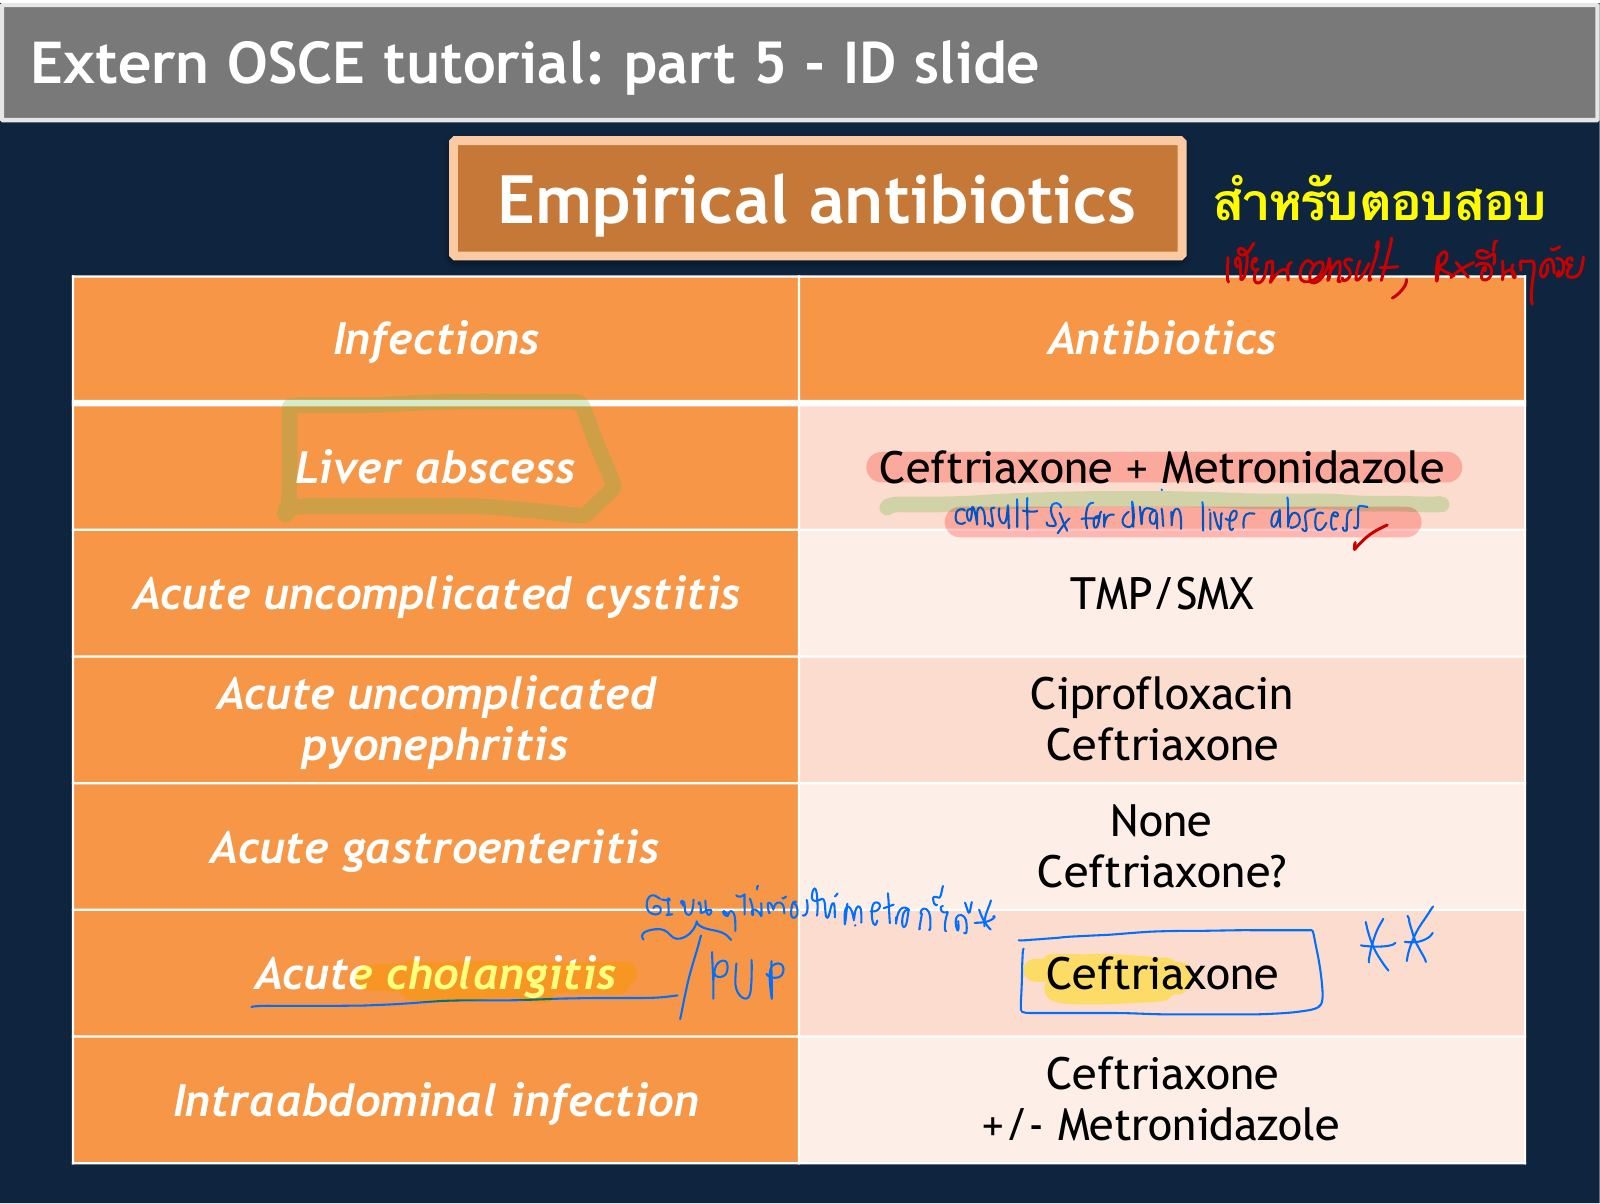 Extern OSCE tutorial: part 5 - ID slide
Empirical antibiotics
สำหรับตอบสอบ
เขียน consult, Rx อื่นๆด้วย
Infections
Antibiotics
Liver abscess
Ceftriaxone + Metronidazole
consult Sx for drain liver abscess
Acute uncomplicated cystitis
TMP/SMX
Acute uncomplicated
pyonephritis
Ciprofloxacin
Ceftriaxone
Acute gastroenteritis
None
Ceftriaxone?
GI บนๆ ไม่ต้องให้ metro ก็ได้*
Acute cholangitis
/PUP
Ceftriaxone
**
Intraabdominal infection
Ceftriaxone
+/- Metronidazole